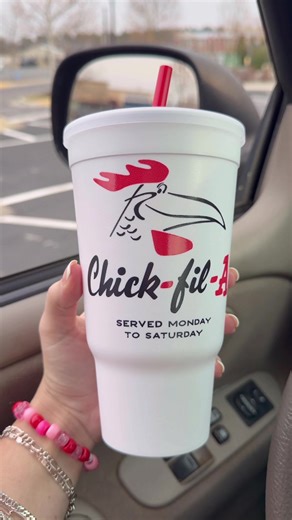 Chick-fil-A
SERVED MONDAY
TO SATURDAY